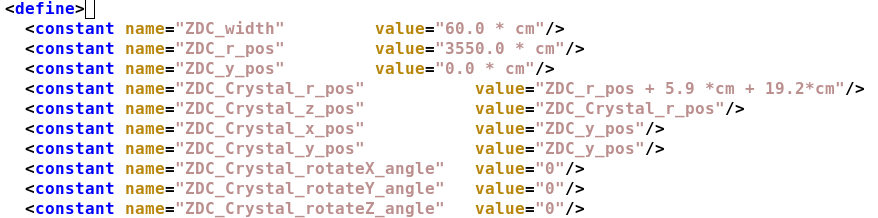 <define>
  <constant name="ZDC_width"         value="60.0 * cm"/>
  <constant name="ZDC_r_pos"         value="3550.0 * cm"/>
  <constant name="ZDC_y_pos"         value="0.0 * cm"/>
  <constant name="ZDC_Crystal_r_pos"           value="ZDC_r_pos + 5.9 *cm + 19.2*cm"/>
  <constant name="ZDC_Crystal_z_pos"           value="ZDC_Crystal_r_pos"/>
  <constant name="ZDC_Crystal_x_pos"           value="ZDC_y_pos"/>
  <constant name="ZDC_Crystal_y_pos"           value="ZDC_y_pos"/>
  <constant name="ZDC_Crystal_rotateX_angle"   value="0"/>
  <constant name="ZDC_Crystal_rotateY_angle"   value="0"/>
  <constant name="ZDC_Crystal_rotateZ_angle"   value="0"/>